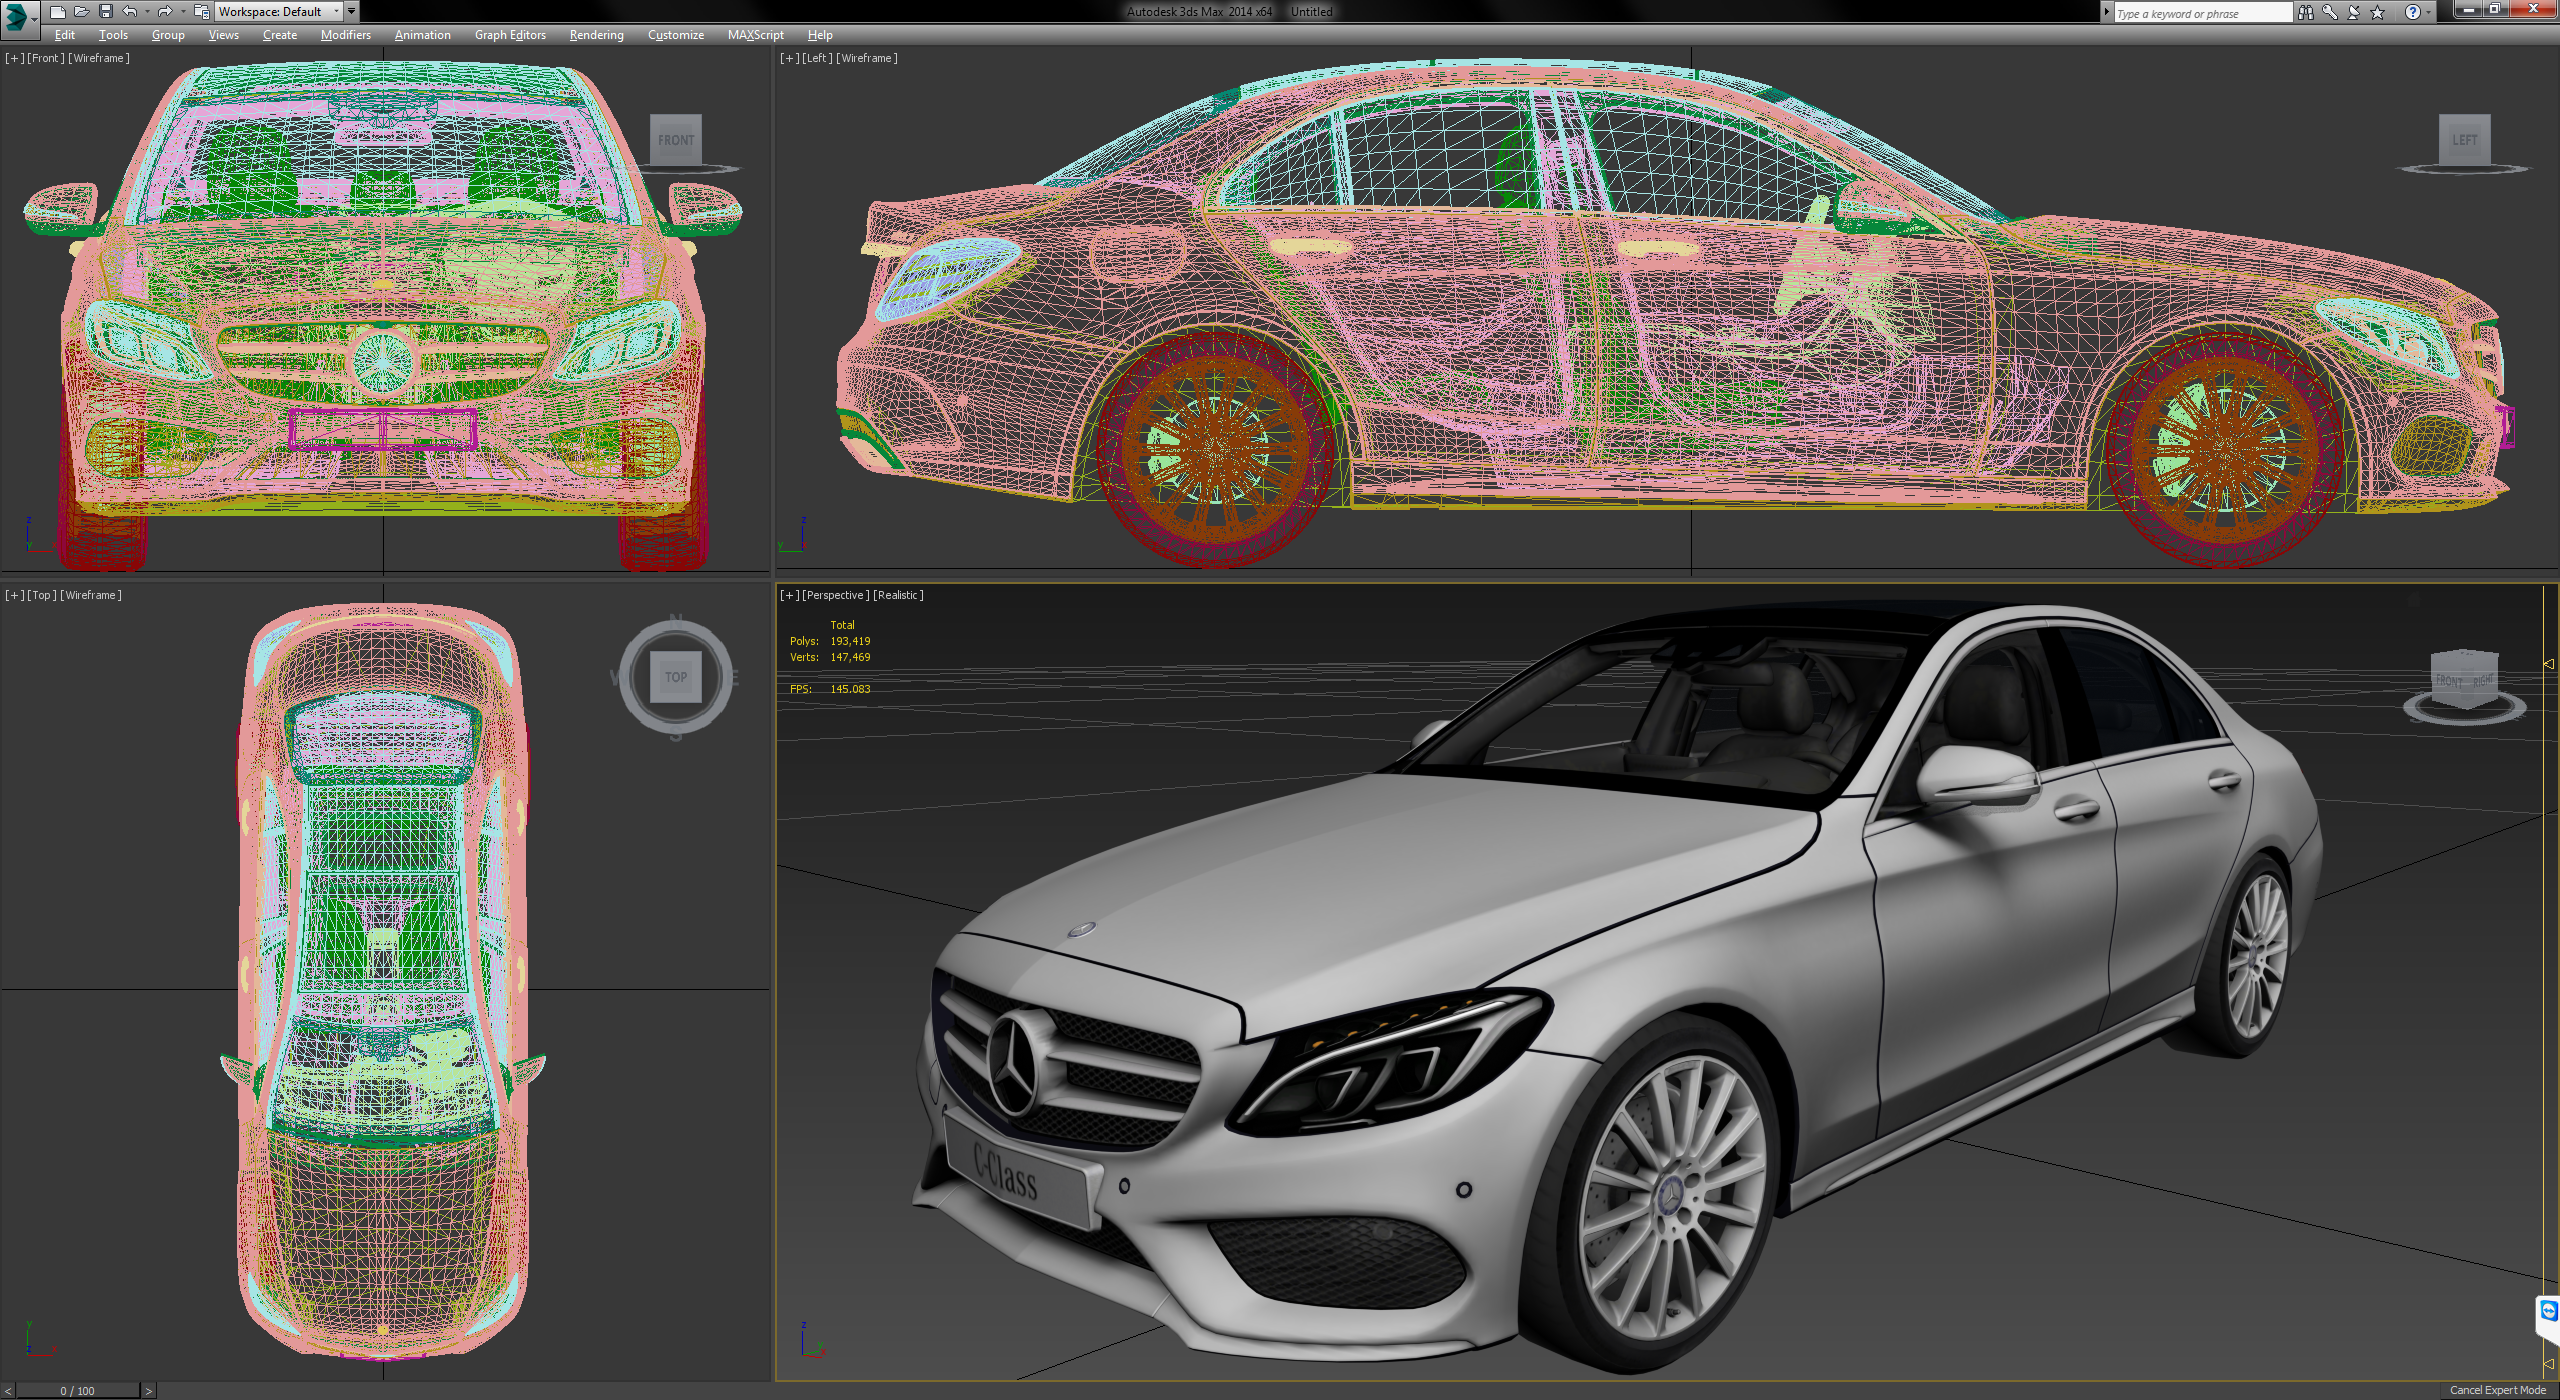 Workspace: Default
Autodesk 3ds Max 2014 x64 Untitled
Type a keyword or phrase
Edit Tools Group Views Create Modifiers Animation Graph Editors Rendering Customize MAXScript Help
[+] [Front] [Wireframe]
[+] [Left] [Wireframe]
FRONT
LEFT
z
y
z
y
[+] [Top] [Wireframe]
[+] [Perspective] [Realistic]
N
W
TOP
E
S
Total
Polys: 193,419
Verts: 147,469
FPS: 145.083
FRONT RIGHT
C-Class
y
z
z
y
< 0 / 100 >
Cancel Expert Mode